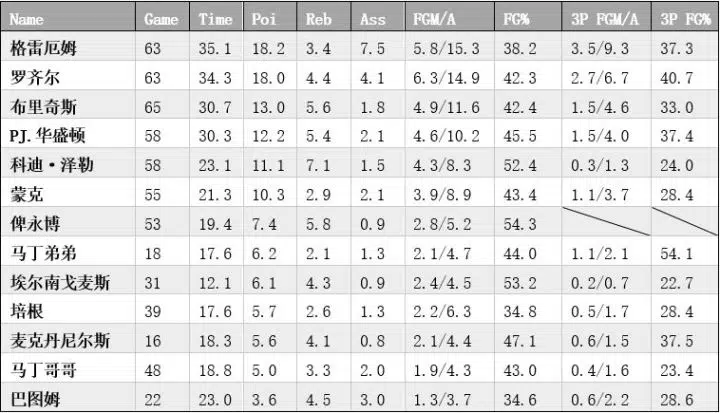 Name Game Time Poi Reb Ass FGM/A FG% 3P FGM/A 3P FG%
格雷厄姆 63 35.1 18.2 3.4 7.5 5.8/15.3 38.2 3.5/9.3 37.3
罗齐尔 63 34.3 18.0 4.4 4.1 6.3/14.9 42.3 2.7/6.7 40.7
布里奇斯 65 30.7 13.0 5.6 1.8 4.9/11.6 42.4 1.5/4.6 33.0
PJ.华盛顿 58 30.3 12.2 5.4 2.1 4.6/10.2 45.5 1.5/4.0 37.4
科迪·泽勒 58 23.1 11.1 7.1 1.5 4.3/8.3 52.4 0.3/1.3 24.0
蒙克 55 21.3 10.3 2.9 2.1 3.9/8.9 43.4 1.1/3.7 28.4
俾永博 53 19.4 7.4 5.8 0.9 2.8/5.2 54.3
马丁弟弟 18 17.6 6.2 2.1 1.3 2.1/4.7 44.0 1.1/2.1 54.1
埃尔南戈麦斯 31 12.1 6.1 4.3 0.9 2.4/4.5 53.2 0.2/0.7 22.7
培根 39 17.6 5.7 2.6 1.3 2.2/6.3 34.8 0.5/1.7 28.4
麦克丹尼尔斯 16 18.3 5.6 4.1 0.8 2.1/4.4 47.1 0.6/1.5 37.5
马丁哥哥 48 18.8 5.0 3.3 2.0 1.9/4.3 43.0 0.4/1.6 23.4
巴图姆 22 23.0 3.6 4.5 3.0 1.3/3.7 34.6 0.6/2.2 28.6